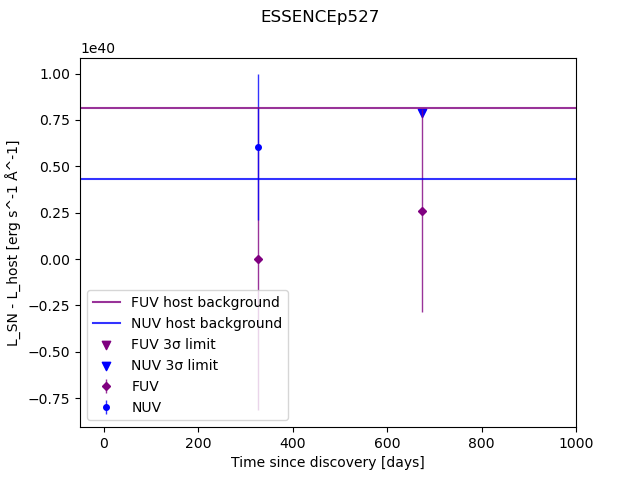 ESSENCEp527
1e40
1.00
0.75
0.50
0.25
0.00
−0.25
−0.50
−0.75
L_SN - L_host [erg s^-1 Å^-1]
FUV host background
NUV host background
FUV 3σ limit
NUV 3σ limit
FUV
NUV
0 200 400 600 800 1000
Time since discovery [days]